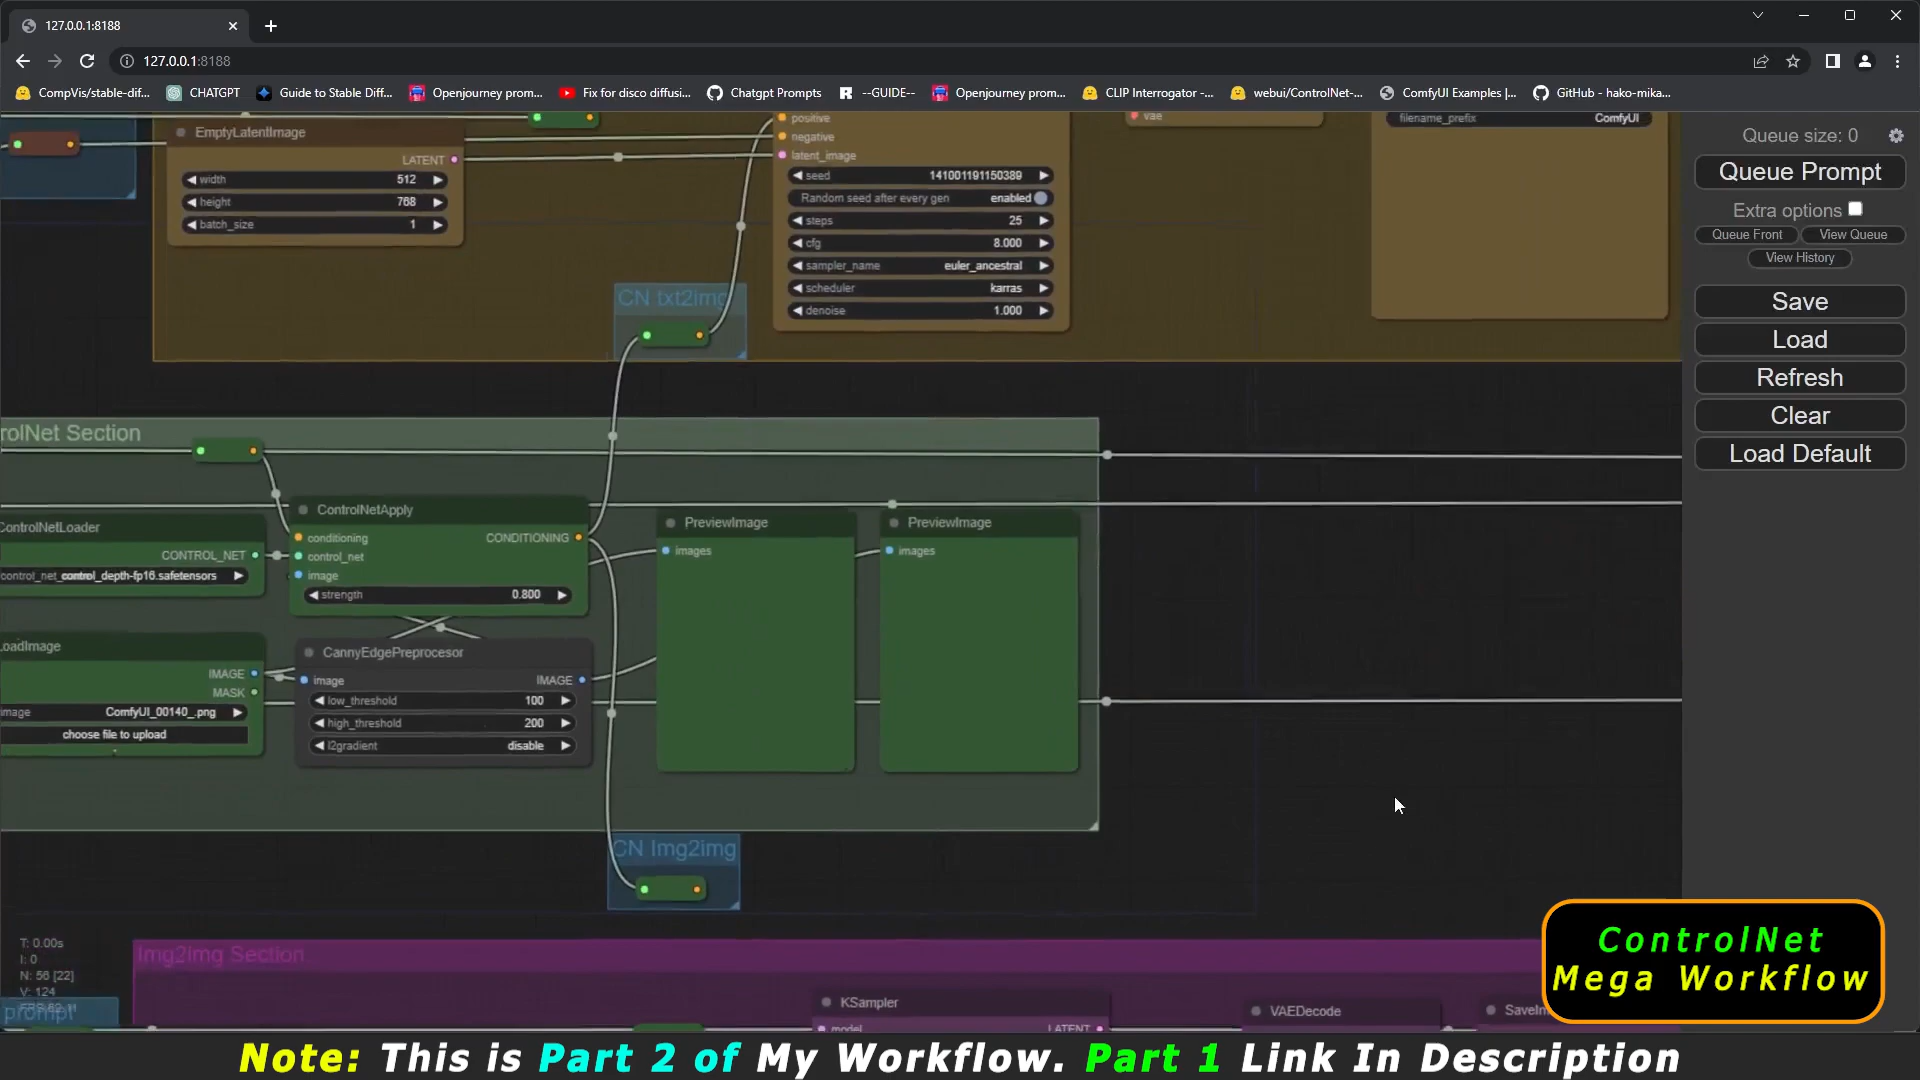 127.0.0.1:8188
127.0.0.1:8188
CompVis/stable-dif...
CHATGPT
Guide to Stable Diff...
Openjourney prom...
Fix for disco diffusi...
Chatgpt Prompts
--GUIDE--
Openjourney prom...
CLIP Interrogator -...
webui/ControlNet-...
ComfyUI Examples |...
GitHub - hako-mika...
EmptyLatentImage
LATENT
width 512
height 768
batch_size 1
positive
negative
latent_image
seed 141001191150389
Random seed after every gen enabled
steps 25
cfg 8.000
sampler_name euler_ancestral
scheduler karras
denoise 1.000
vae
filename_prefix ComfyUI
Queue size: 0
Queue Prompt
Extra options
Queue Front
View Queue
View History
Save
Load
Refresh
Clear
Load Default
CN txt2img
rolNet Section
ControlNetLoader
CONTROL_NET
control_net_control_depth-fp16.safetensors
ControlNetApply
conditioning CONDITIONING
control_net
image
strength 0.800
PreviewImage
images
PreviewImage
images
LoadImage
IMAGE
MASK
image ComfyUI_00140_.png
choose file to upload
CannyEdgePreprocesor
image IMAGE
low_threshold 100
high_threshold 200
l2gradient disable
CN Img2img
T: 0.00s
I: 0
N: 56 [22]
V: 124
prompt
Img2Img Section
KSampler
model LATENT
VAEDecode
SaveIm
ControlNet
Mega Workflow
Note: This is Part 2 of My Workflow. Part 1 Link In Description